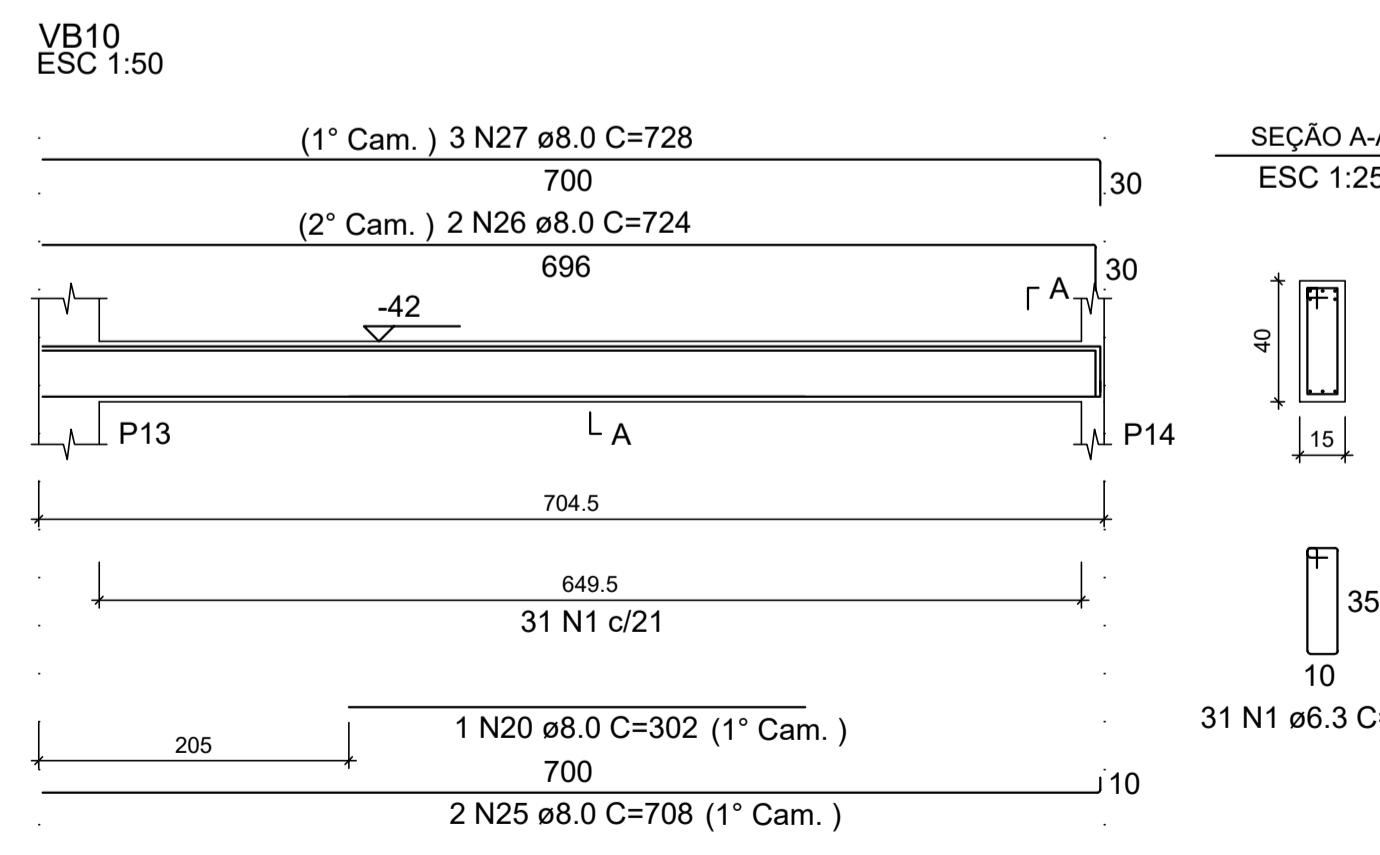 VB10
ESC 1:50
(1° Cam. ) 3 N27 ø8.0 C=728
700
30
SEÇÃO A-A
ESC 1:25
(2° Cam. ) 2 N26 ø8.0 C=724
696
30
A
-42
40
P13
A
P14
15
704.5
649.5
31 N1 c/21
35
10
1 N20 ø8.0 C=302 (1° Cam. )
31 N1 ø6.3 C=
205
700
10
2 N25 ø8.0 C=708 (1° Cam. )